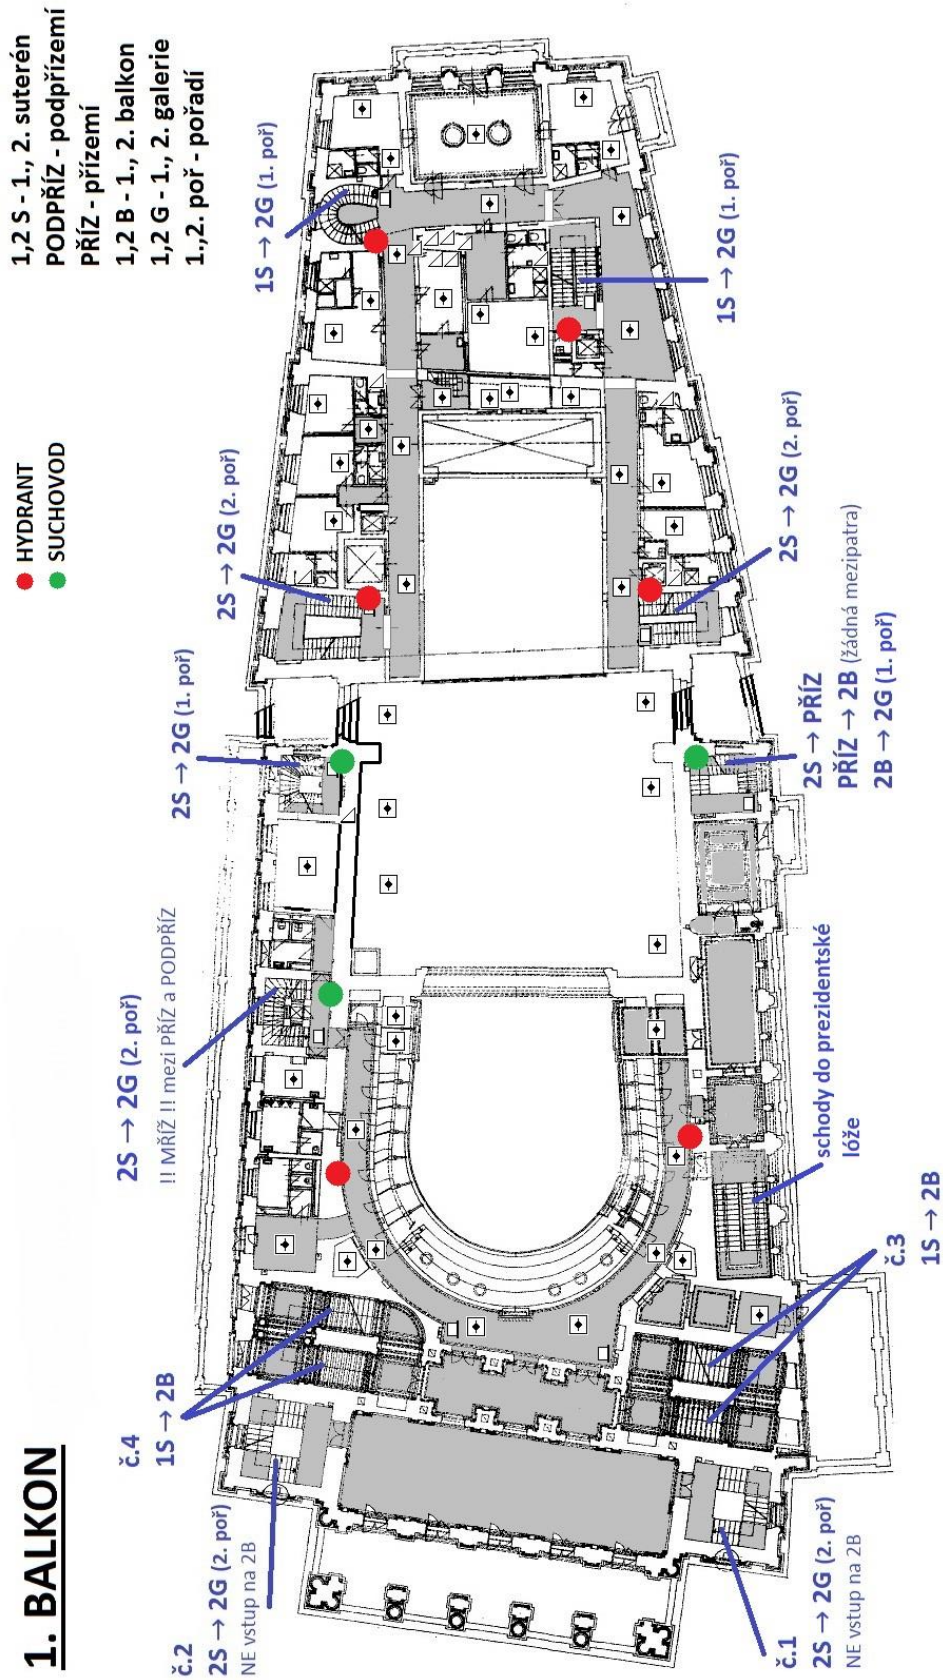 1. BALKON
HYDRANT
SUCHOVOD
1,2 S - 1., 2. suterén
PODPŘÍZ - podpřízemí
PŘÍZ - přízemí
1,2 B - 1., 2. balkon
1,2 G - 1., 2. galerie
1.,2. poř - pořadí
č.2
2S → 2G (2. poř)
NE vstup na 2B
č.4
1S → 2B
2S → 2G (2. poř)
!! MŘÍŽ !! mezi PŘÍZ a PODPŘÍZ
2S → 2G (1. poř)
2S → 2G (2. poř)
1S → 2G (1. poř)
č.1
2S → 2G (2. poř)
NE vstup na 2B
č.3
1S → 2B
schody do prezidentské
lóže
2S → PŘÍZ
PŘÍZ → 2B (žádná mezipatra)
2B → 2G (1. poř)
2S → 2G (2. poř)
1S → 2G (1. poř)